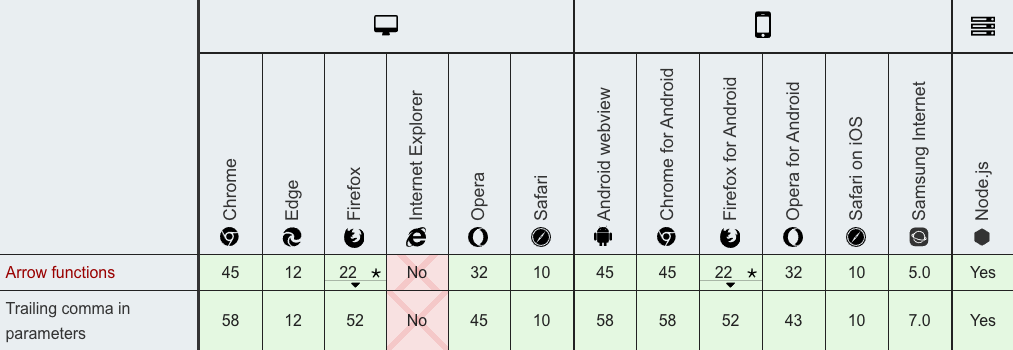 Chrome
Edge
Firefox
Internet Explorer
Opera
Safari
Android webview
Chrome for Android
Firefox for Android
Opera for Android
Safari on iOS
Samsung Internet
Node.js
Arrow functions 45 12 22 * No 32 10 45 45 22 * 32 10 5.0 Yes
Trailing comma in
parameters 58 12 52 No 45 10 58 58 52 43 10 7.0 Yes